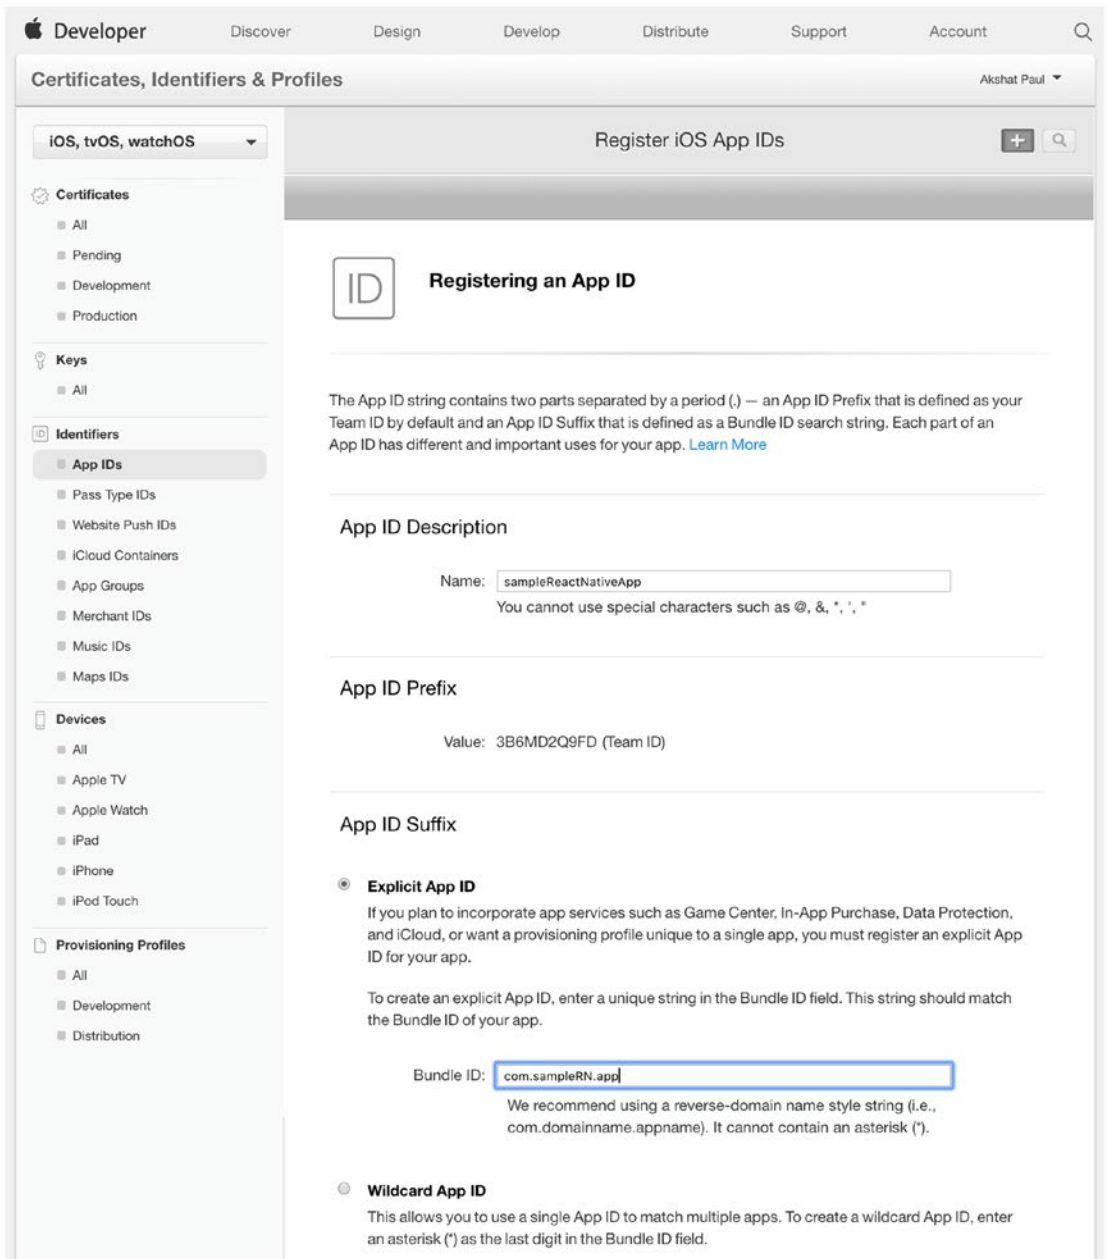 Developer Discover Design Develop Distribute Support Account
Certificates, Identifiers & Profiles
Akshat Paul
iOS, tvOS, watchOS
Certificates
All
Pending
Development
Production
Keys
All
Identifiers
App IDs
Pass Type IDs
Website Push IDs
iCloud Containers
App Groups
Merchant IDs
Music IDs
Maps IDs
Devices
All
Apple TV
Apple Watch
iPad
iPhone
iPod Touch
Provisioning Profiles
All
Development
Distribution
Register iOS App IDs
ID
Registering an App ID
The App ID string contains two parts separated by a period (.) — an App ID Prefix that is defined as your
Team ID by default and an App ID Suffix that is defined as a Bundle ID search string. Each part of an
App ID has different and important uses for your app. Learn More
App ID Description
Name: sampleReactNativeApp
You cannot use special characters such as @, &, *, ', "
App ID Prefix
Value: 3B6MD2Q9FD (Team ID)
App ID Suffix
Explicit App ID
If you plan to incorporate app services such as Game Center, In-App Purchase, Data Protection,
and iCloud, or want a provisioning profile unique to a single app, you must register an explicit App
ID for your app.
To create an explicit App ID, enter a unique string in the Bundle ID field. This string should match
the Bundle ID of your app.
Bundle ID: com.sampleRN.app
We recommend using a reverse-domain name style string (i.e.,
com.domainname.appname). It cannot contain an asterisk (*).
Wildcard App ID
This allows you to use a single App ID to match multiple apps. To create a wildcard App ID, enter
an asterisk (*) as the last digit in the Bundle ID field.